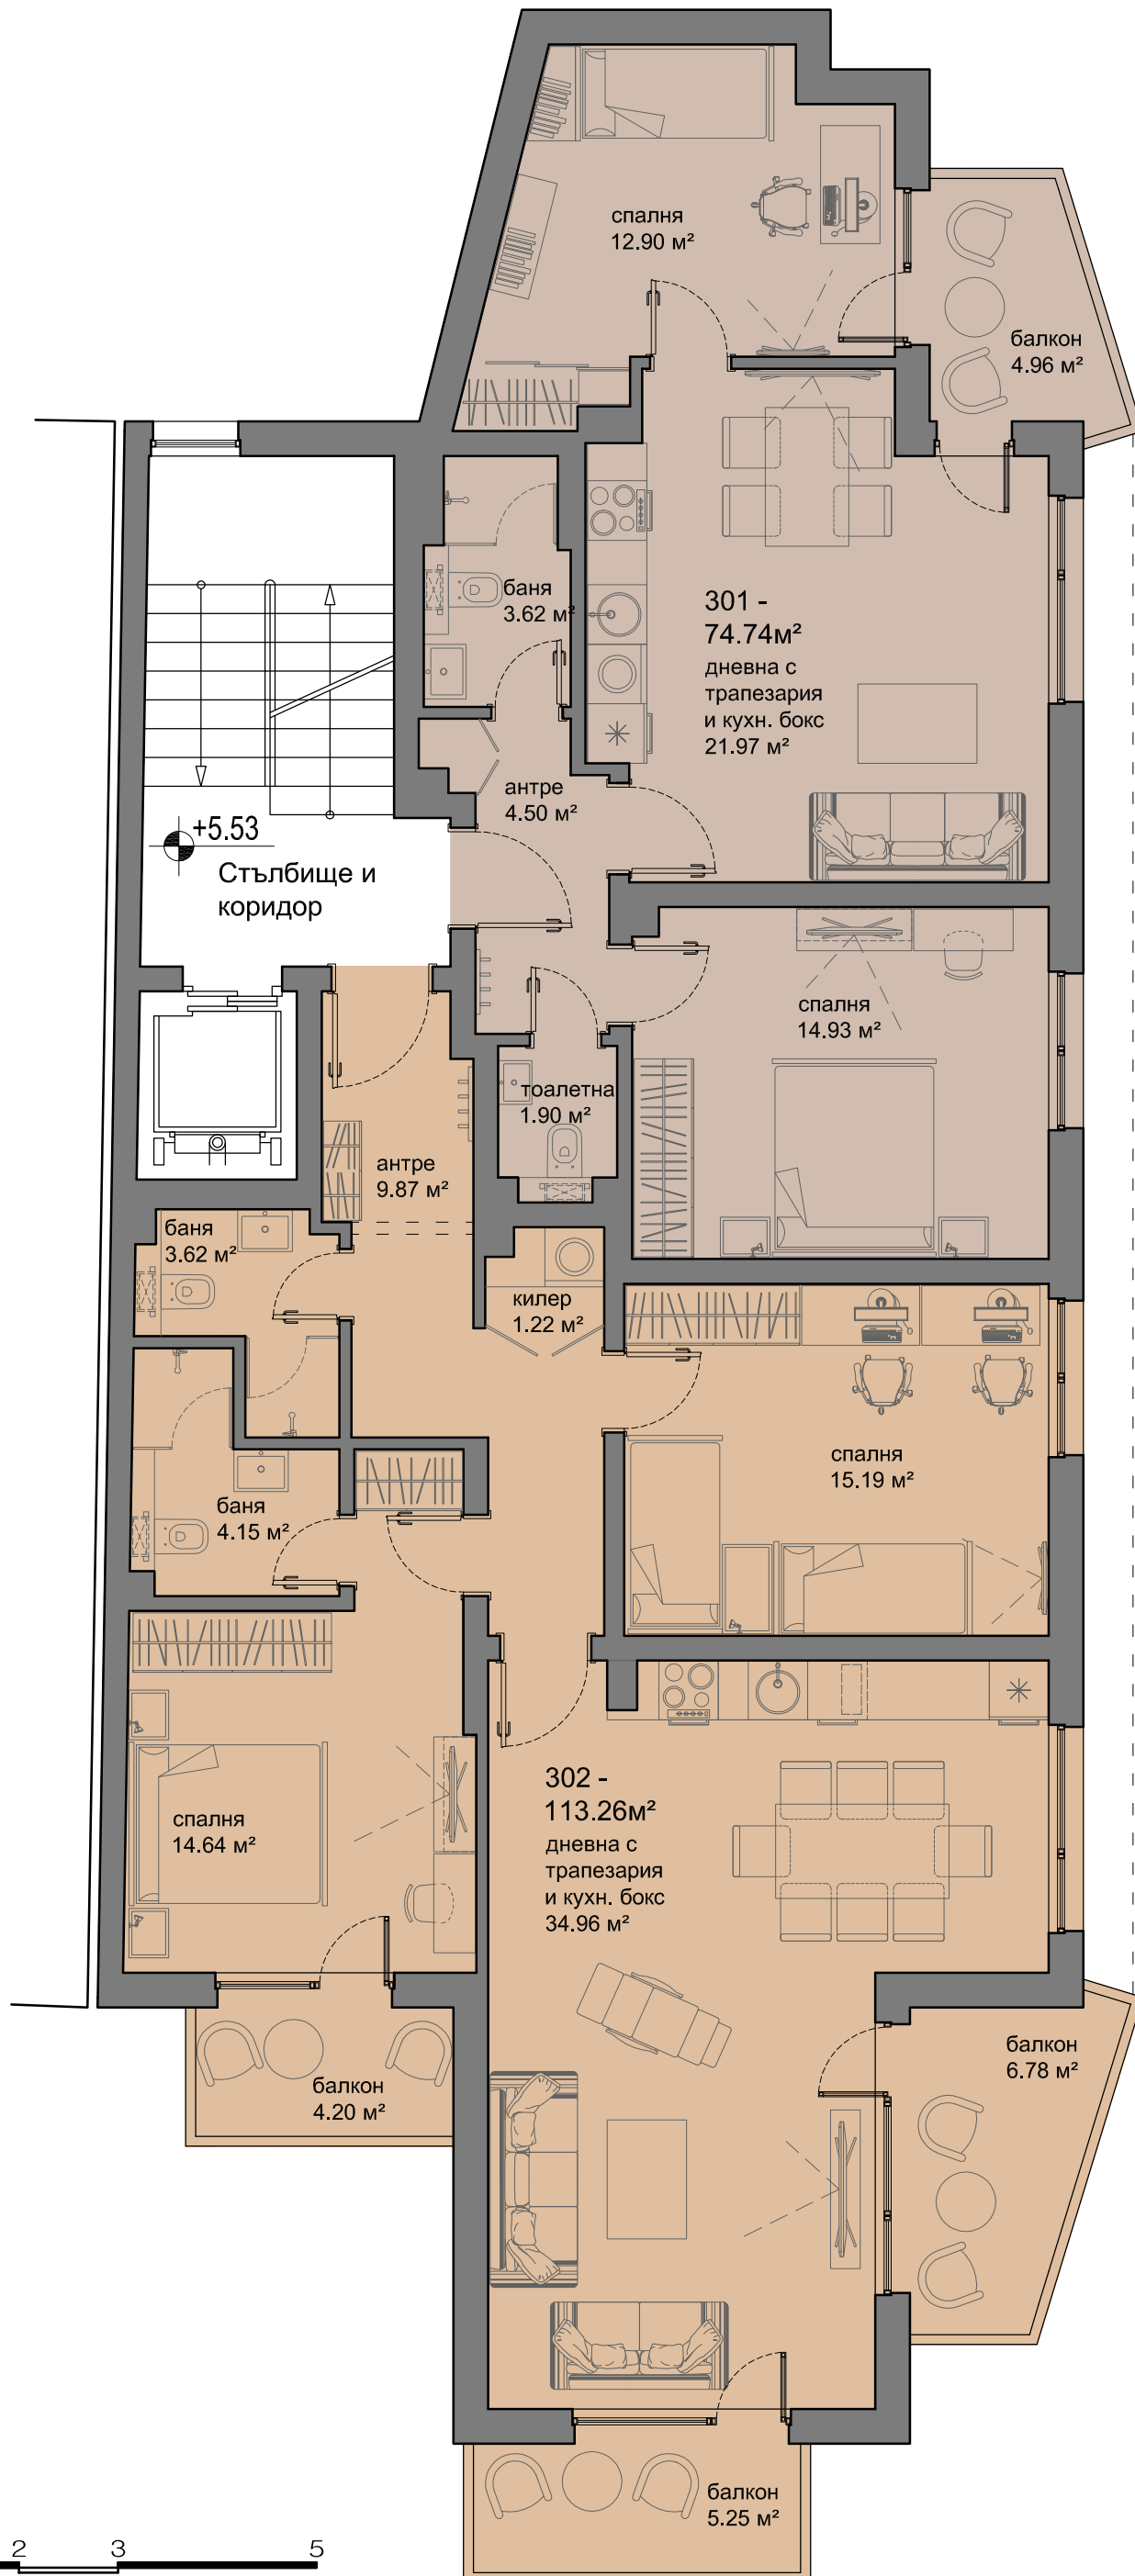 спалня
12.90 м²
балкон
4.96 м²
баня
3.62 м²
301 -
74.74м²
дневна с
трапезария
и кухн. бокс
21.97 м²
антре
4.50 м²
+5.53
Стълбище и
коридор
спалня
14.93 м²
тоалетна
1.90 м²
антре
9.87 м²
баня
3.62 м²
килер
1.22 м²
спалня
15.19 м²
баня
4.15 м²
302 -
113.26м²
дневна с
трапезария
и кухн. бокс
34.96 м²
спалня
14.64 м²
балкон
6.78 м²
балкон
4.20 м²
балкон
5.25 м²
2 3 5